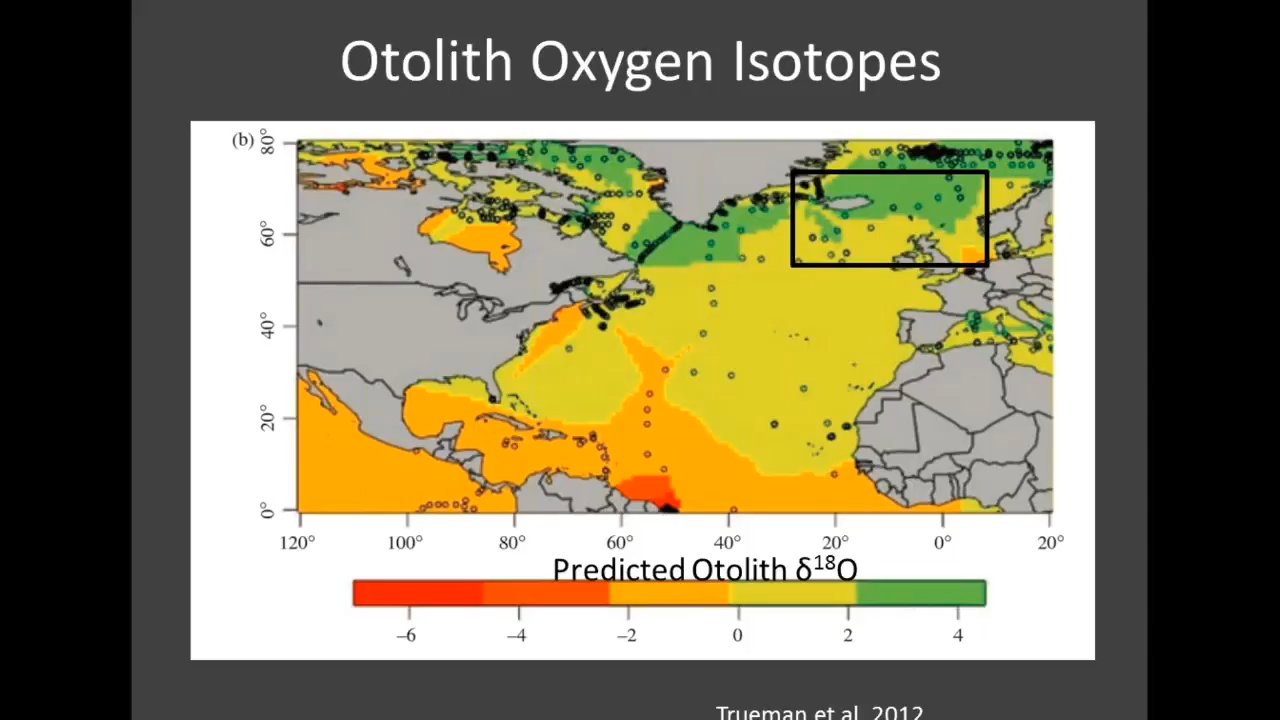 Otolith Oxygen Isotopes
(b)
80°
60°
40°
20°
0°
120° 100° 80° 60° 40° 20° 0° 20°
Predicted Otolith δ¹⁸O
–6 –4 –2 0 2 4
Trueman et al. 2012